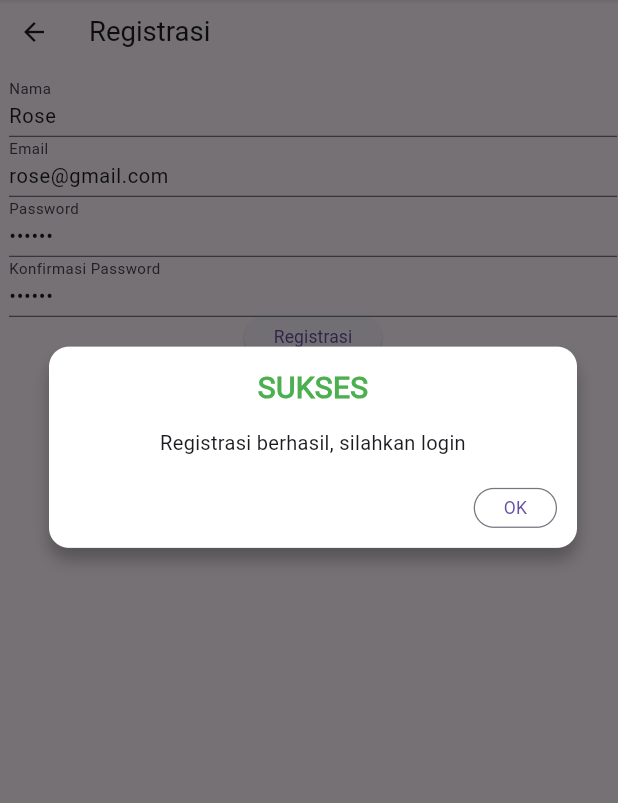 Registrasi
Nama
Rose
Email
rose@gmail.com
Password
••••••
Konfirmasi Password
••••••
Registrasi
SUKSES
Registrasi berhasil, silahkan login
OK